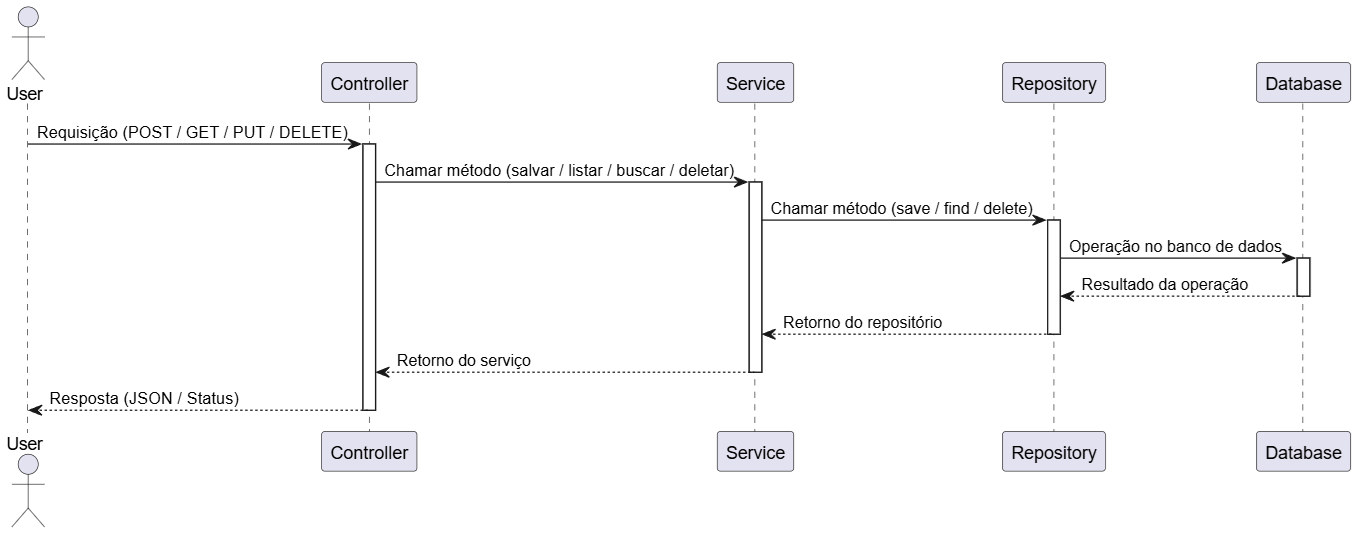 User
Controller
Service
Repository
Database
Requisição (POST / GET / PUT / DELETE)
Chamar método (salvar / listar / buscar / deletar)
Chamar método (save / find / delete)
Operação no banco de dados
Resultado da operação
Retorno do repositório
Retorno do serviço
Resposta (JSON / Status)
User
Controller
Service
Repository
Database